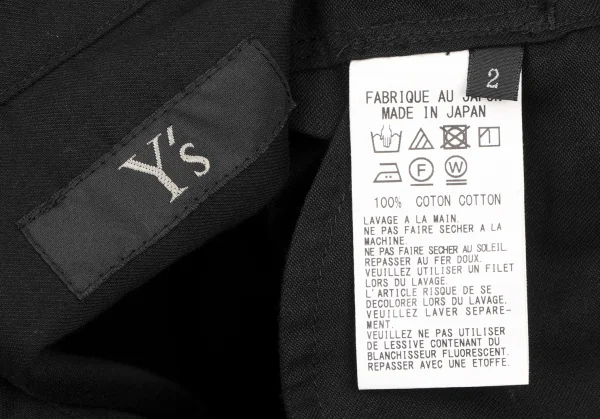 Y's
2
FABRIQUE AU JAPON
MADE IN JAPAN
F W
100% COTON COTTON
LAVAGE A LA MAIN.
NE PAS FAIRE SECHER A LA
MACHINE.
NE PAS FAIRE SECHER AU SOLEIL.
REPASSER AU FER DOUX.
VEUILLEZ UTILISER UN FILET
LORS DU LAVAGE.
L'ARTICLE RISQUE DE SE
DECOLORER LORS DU LAVAGE.
VEUILLEZ LAVER SEPARE-
MENT.
VEUILLEZ NE PAS UTILISER
DE LESSIVE CONTENANT DU
BLANCHISSEUR FLUORESCENT.
REPASSER AVEC UNE ETOFFE.